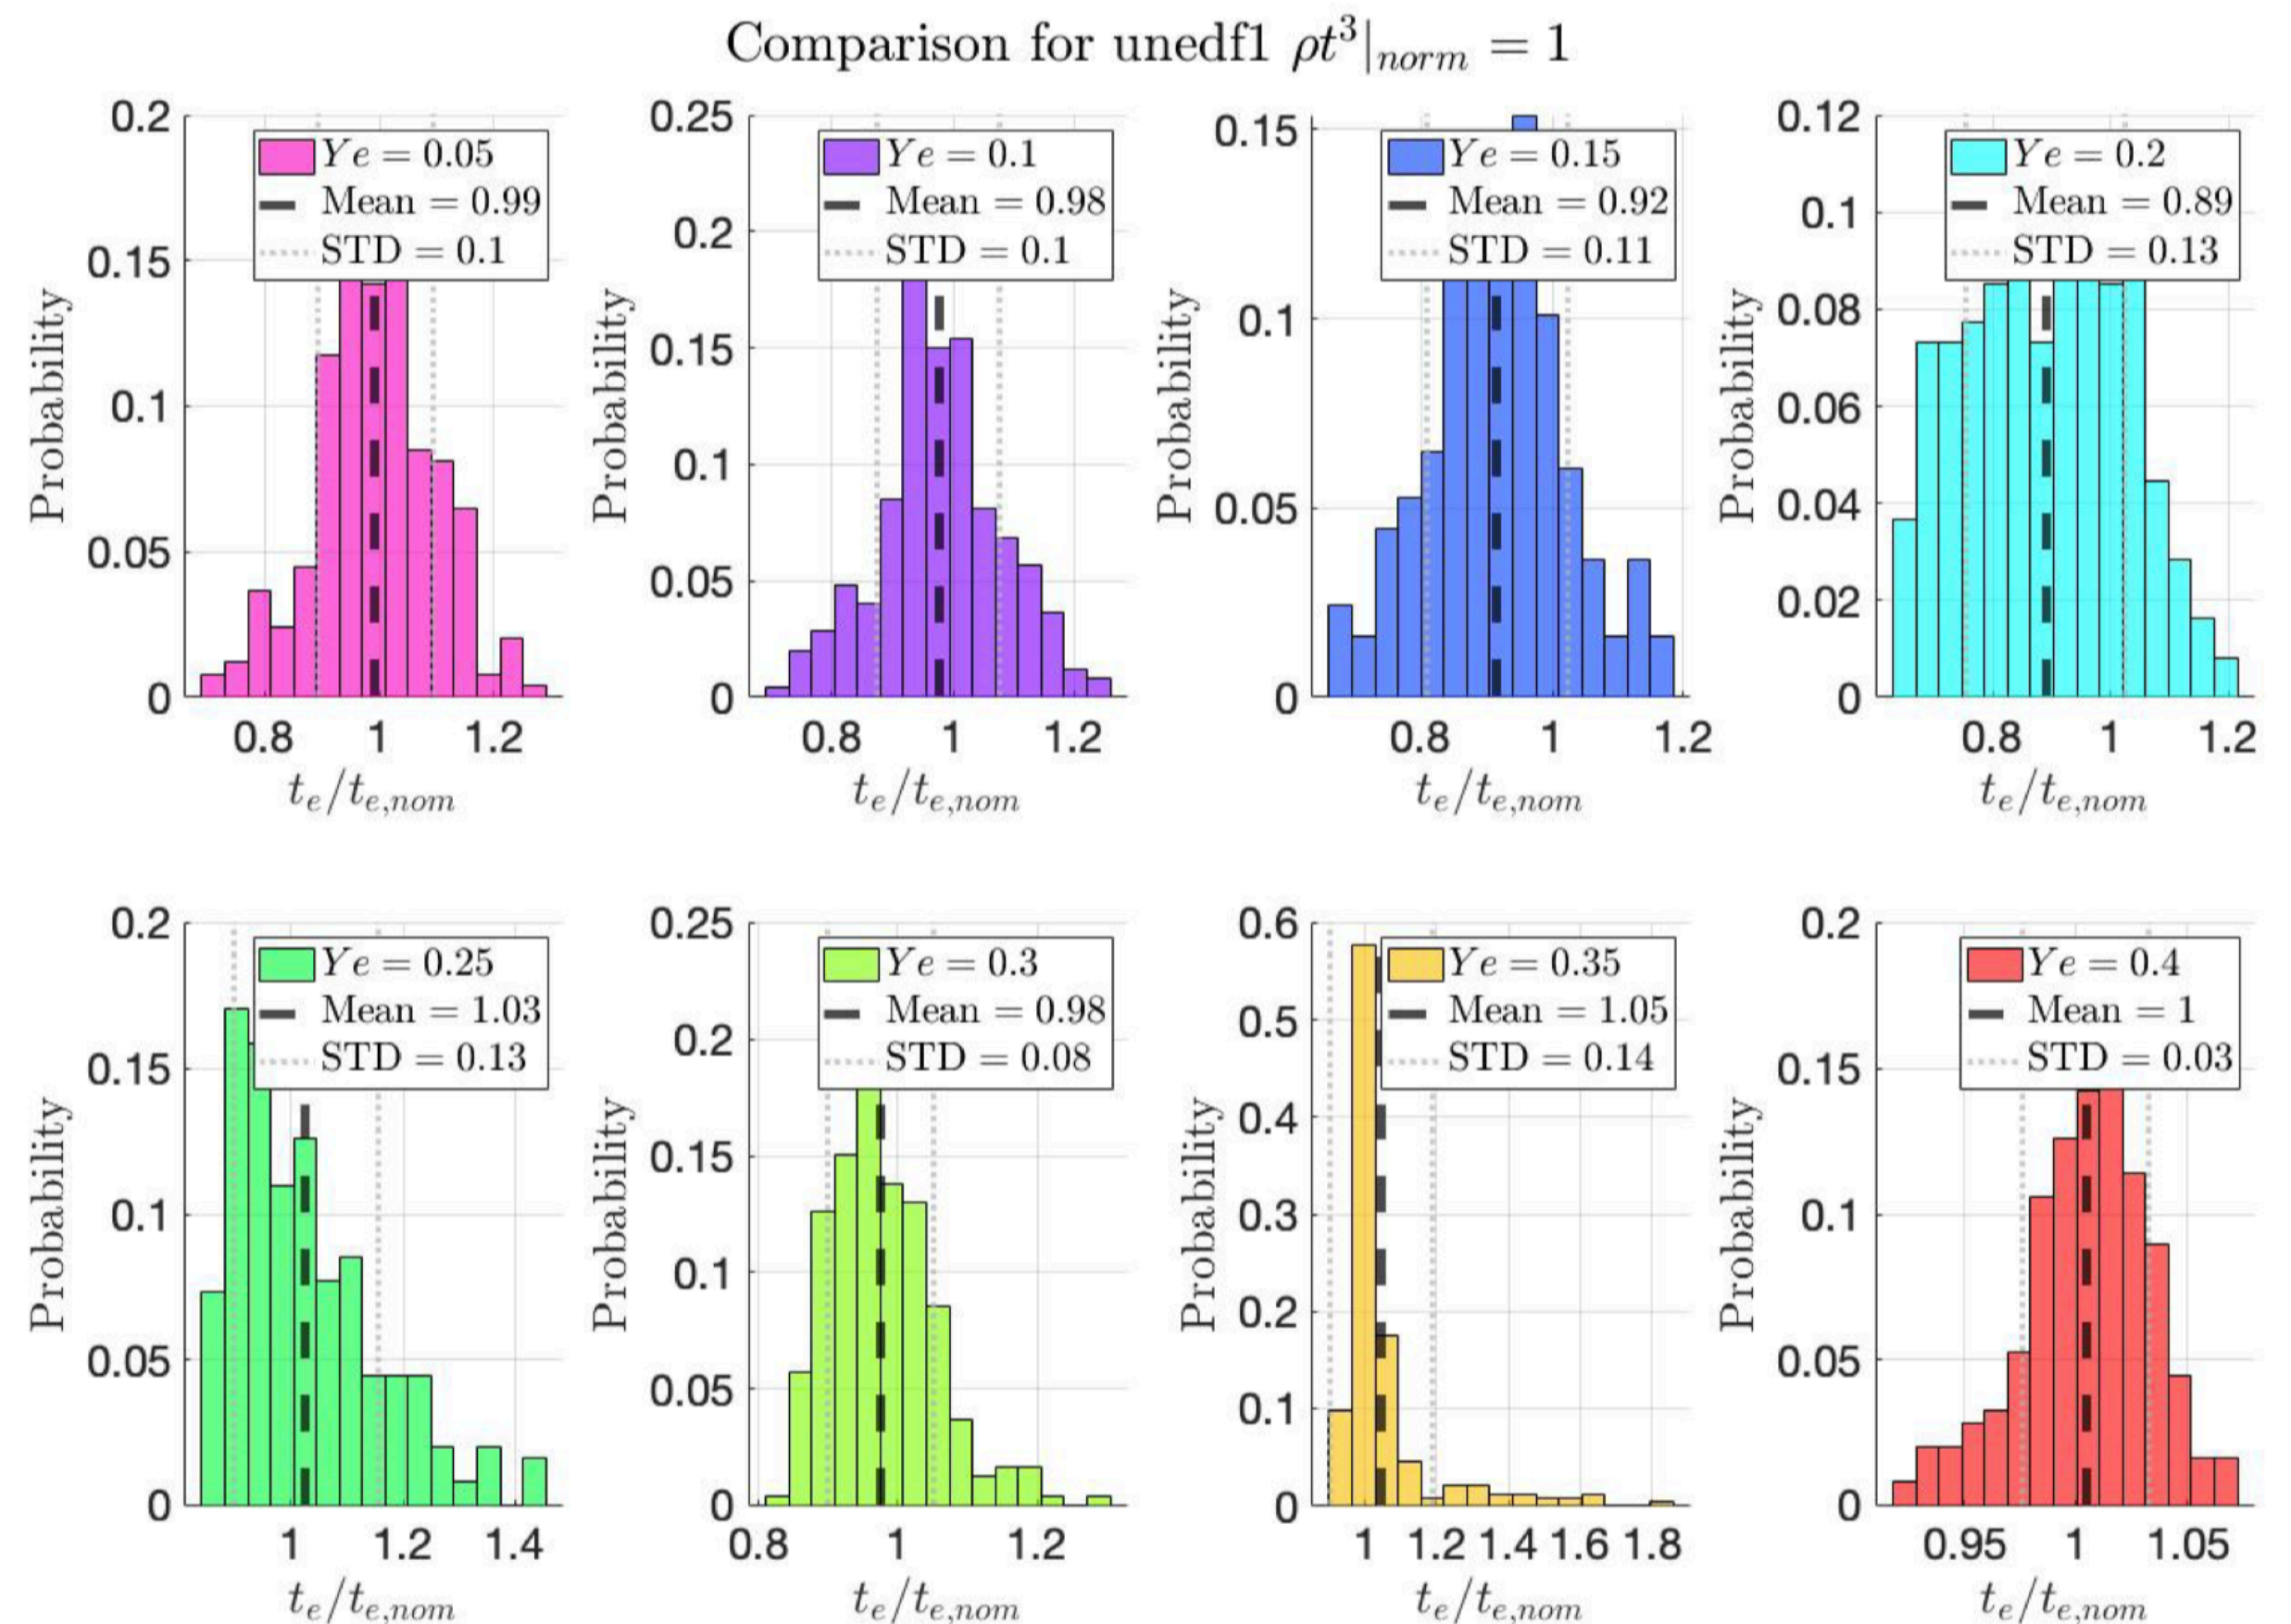 Comparison for unedf1 ρt³|norm = 1
0.2
0.15
0.1
0.05
0
Probability
Ye = 0.05
Mean = 0.99
STD = 0.1
0.8 1 1.2
te/te,nom
0.25
0.2
0.15
0.1
0.05
0
Probability
Ye = 0.1
Mean = 0.98
STD = 0.1
0.8 1 1.2
te/te,nom
0.15
0.1
0.05
0
Probability
Ye = 0.15
Mean = 0.92
STD = 0.11
0.8 1 1.2
te/te,nom
0.12
0.1
0.08
0.06
0.04
0.02
0
Probability
Ye = 0.2
Mean = 0.89
STD = 0.13
0.8 1 1.2
te/te,nom
0.2
0.15
0.1
0.05
0
Probability
Ye = 0.25
Mean = 1.03
STD = 0.13
1 1.2 1.4
te/te,nom
0.25
0.2
0.15
0.1
0.05
0
Probability
Ye = 0.3
Mean = 0.98
STD = 0.08
0.8 1 1.2
te/te,nom
0.6
0.5
0.4
0.3
0.2
0.1
0
Probability
Ye = 0.35
Mean = 1.05
STD = 0.14
1 1.2 1.4 1.6 1.8
te/te,nom
0.2
0.15
0.1
0.05
0
Probability
Ye = 0.4
Mean = 1
STD = 0.03
0.95 1 1.05
te/te,nom